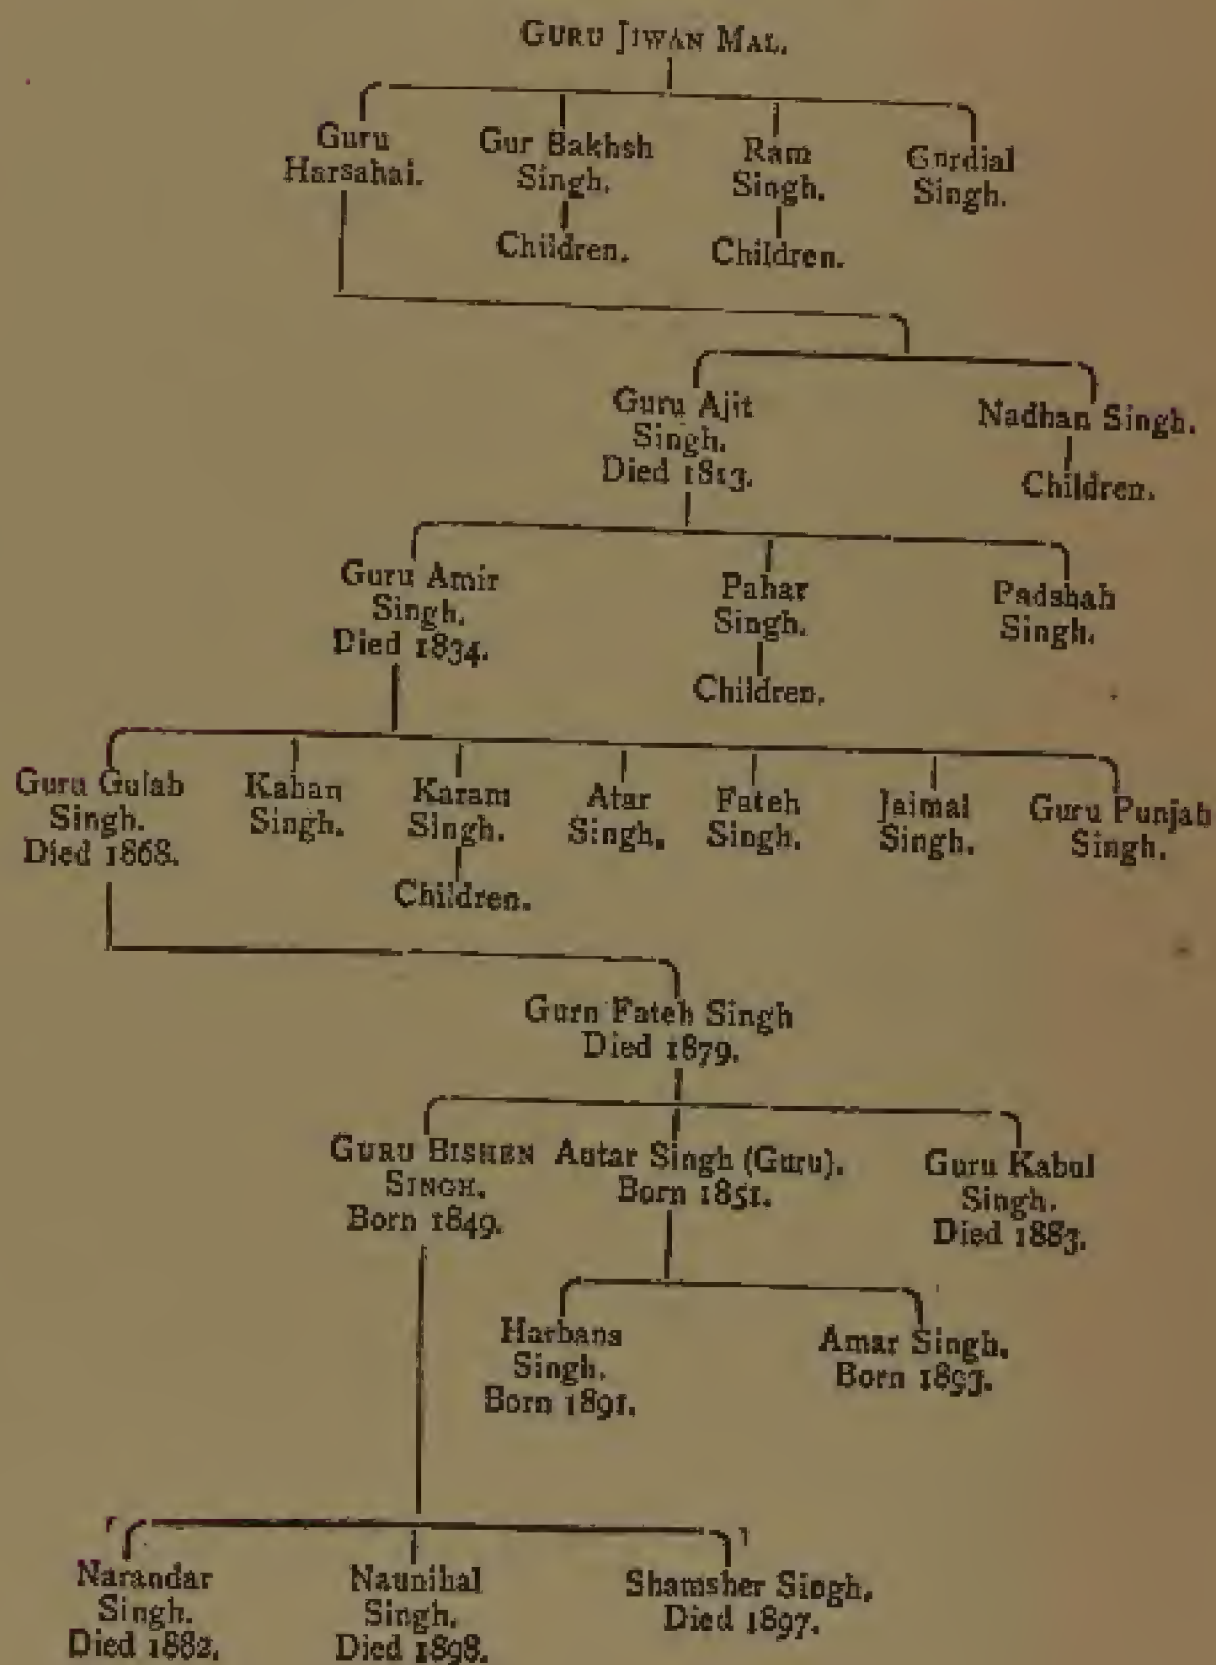 GURU JIWAN MAL.
Guru
Harsahai.
Gur Bakhsh
Singh.
Children.
Ram
Singh.
Children.
Gurdial
Singh.
Guru Ajit
Singh.
Died 1813.
Nadhan Singh.
Children.
Guru Amir
Singh.
Died 1834.
Pahar
Singh.
Children.
Padshah
Singh.
Guru Gulab
Singh.
Died 1868.
Kahan
Singh.
Karam
Singh.
Children.
Atar
Singh.
Fateh
Singh.
Jaimal
Singh.
Guru Punjab
Singh.
Guru Fateh Singh
Died 1879.
GURU BISHEN
SINGH.
Born 1849.
Autar Singh (Guru).
Born 1851.
Guru Kabul
Singh.
Died 1883.
Harbans
Singh.
Born 1891.
Amar Singh.
Born 1893.
Narandar
Singh.
Died 1882.
Naunihal
Singh.
Died 1898.
Shamsher Singh.
Died 1897.